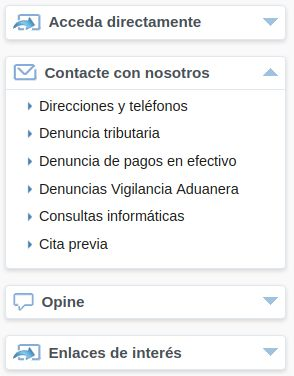 Acceda directamente
Contacte con nosotros
Direcciones y teléfonos
Denuncia tributaria
Denuncia de pagos en efectivo
Denuncias Vigilancia Aduanera
Consultas informáticas
Cita previa
Opine
Enlaces de interés